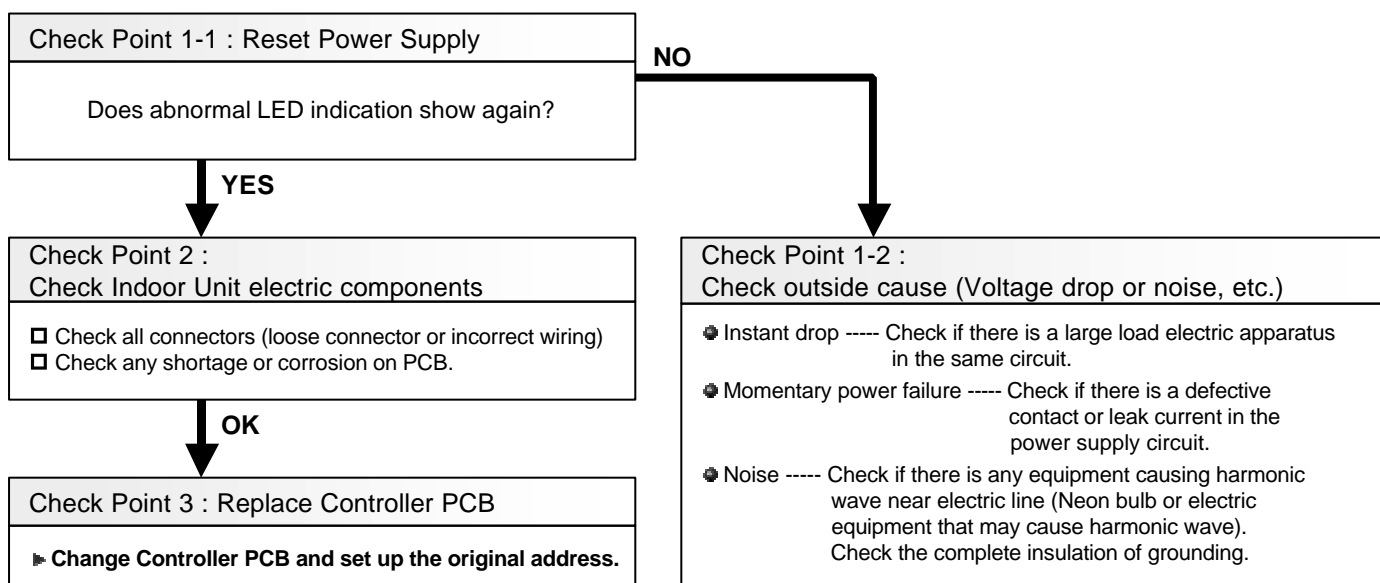 Check Point 1-1 : Reset Power Supply
Does abnormal LED indication show again?
NO
YES
Check Point 2 :
Check Indoor Unit electric components
Check all connectors (loose connector or incorrect wiring)
Check any shortage or corrosion on PCB.
OK
Check Point 3 : Replace Controller PCB
Change Controller PCB and set up the original address.
Check Point 1-2 :
Check outside cause (Voltage drop or noise, etc.)
Instant drop ----- Check if there is a large load electric apparatus
in the same circuit.
Momentary power failure ----- Check if there is a defective
contact or leak current in the
power supply circuit.
Noise ----- Check if there is any equipment causing harmonic
wave near electric line (Neon bulb or electric
equipment that may cause harmonic wave).
Check the complete insulation of grounding.